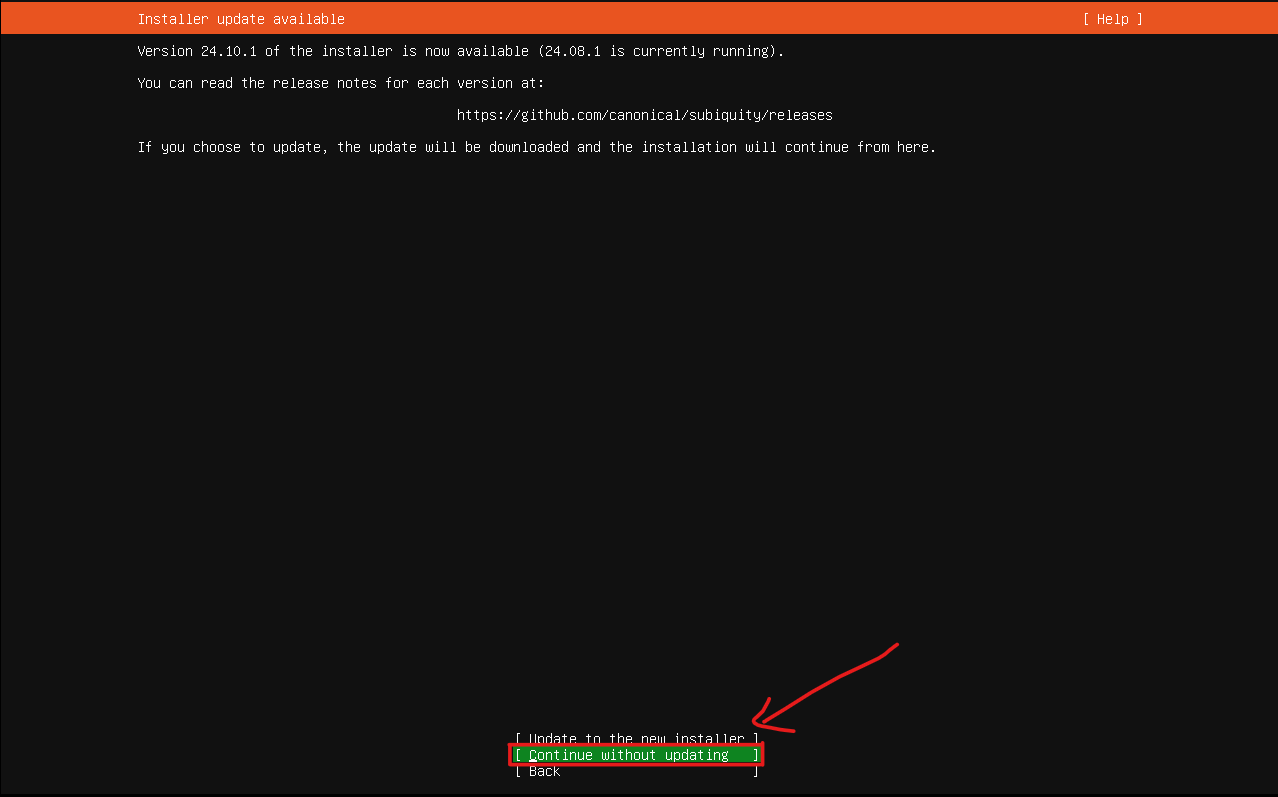 Installer update available [ Help ]
Version 24.10.1 of the installer is now available (24.08.1 is currently running).
You can read the release notes for each version at:
https://github.com/canonical/subiquity/releases
If you choose to update, the update will be downloaded and the installation will continue from here.
[ Update to the new installer ]
[ Continue without updating ]
[ Back ]